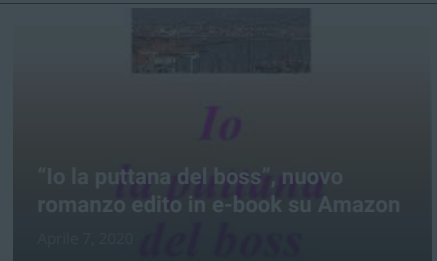 Io
la puttana
del boss
“Io la puttana del boss”, nuovo
romanzo edito in e-book su Amazon
Aprile 7, 2020